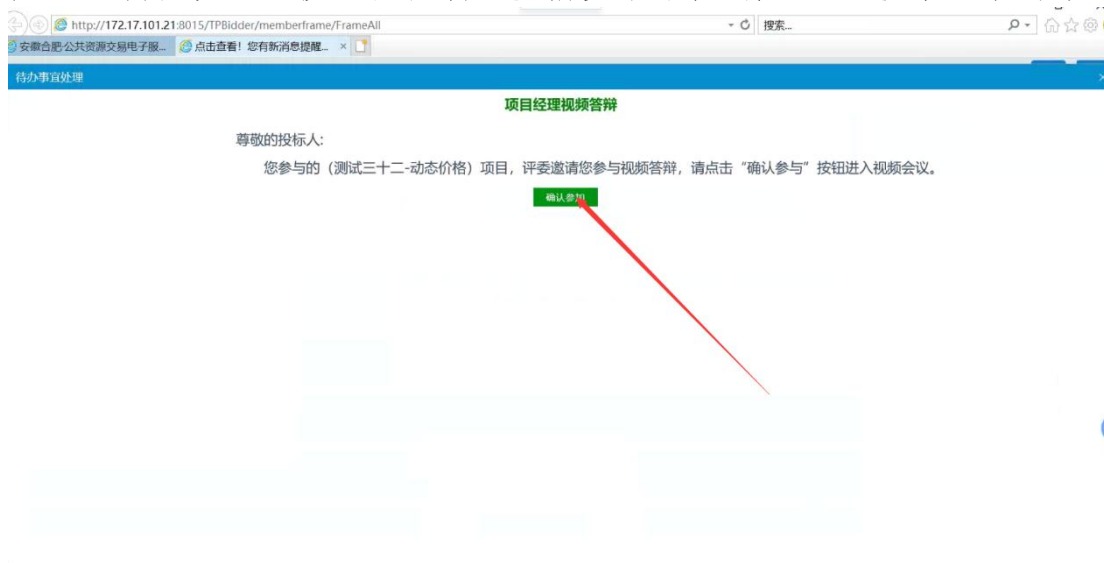 http://172.17.101.21:8015/TPBidder/memberframe/FrameAll
搜索...
安徽合肥公共资源交易电子服...
点击查看！您有新消息提醒...
待办事宜处理
项目经理视频答辩
尊敬的投标人:
您参与的（测试三十二-动态价格）项目，评委邀请您参与视频答辩，请点击“确认参与”按钮进入视频会议。
确认参加